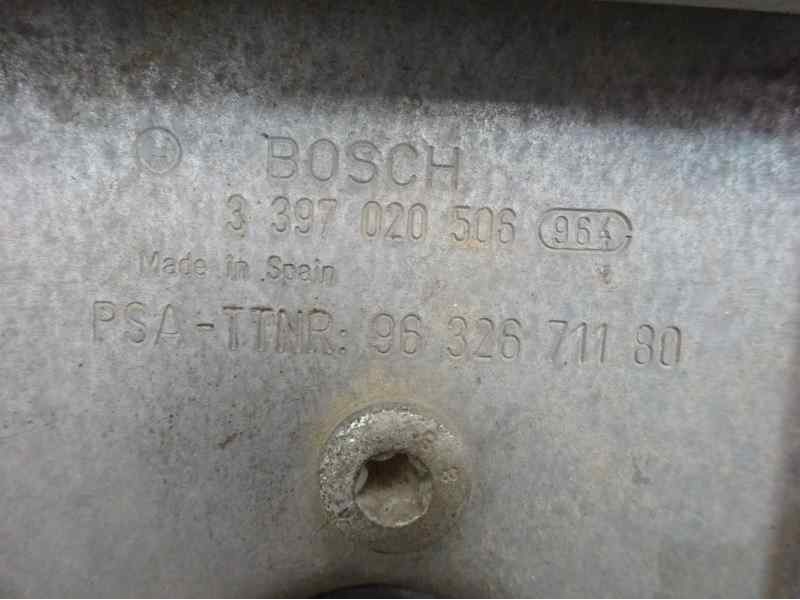 BOSCH
3 397 020 506 964
Made in Spain
PSA-TTNR: 96 326 711 80